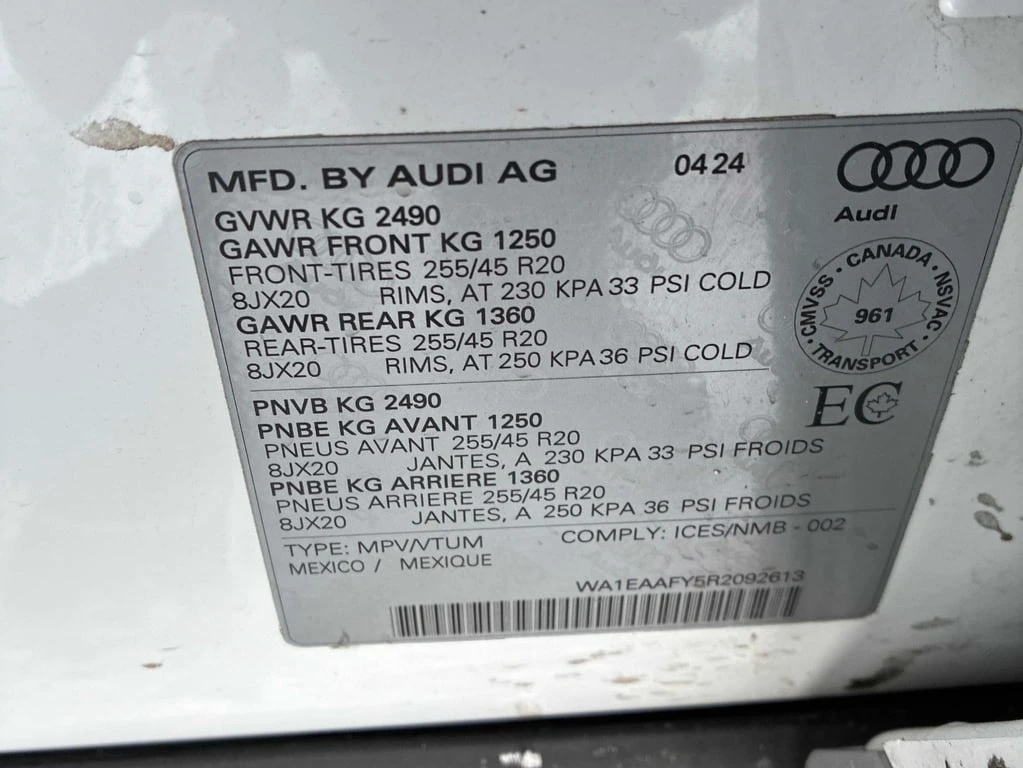 MFD. BY AUDI AG 04 24
Audi
GVWR KG 2490
GAWR FRONT KG 1250
FRONT-TIRES 255/45 R20
8JX20 RIMS, AT 230 KPA 33 PSI COLD
GAWR REAR KG 1360
REAR-TIRES 255/45 R20
8JX20 RIMS, AT 250 KPA 36 PSI COLD
CMVSS · CANADA · NSVAC · TRANSPORT ·
961
EC
PNVB KG 2490
PNBE KG AVANT 1250
PNEUS AVANT 255/45 R20
8JX20 JANTES, A 230 KPA 33 PSI FROIDS
PNBE KG ARRIERE 1360
PNEUS ARRIERE 255/45 R20
8JX20 JANTES, A 250 KPA 36 PSI FROIDS
TYPE: MPV/VTUM COMPLY: ICES/NMB - 002
MEXICO / MEXIQUE
WA1EAAFY5R2092613